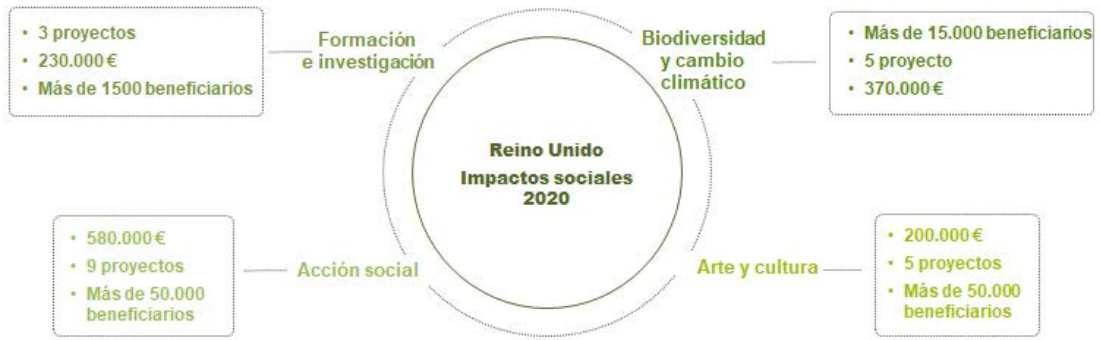 • 3 proyectos
• 230.000 €
• Más de 1500 beneficiarios
Formación
e investigación
Biodiversidad
y cambio
climático
• Más de 15.000 beneficiarios
• 5 proyecto
• 370.000 €
Reino Unido
Impactos sociales
2020
• 580.000 €
• 9 proyectos
• Más de 50.000
beneficiarios
Acción social
Arte y cultura
• 200.000 €
• 5 proyectos
• Más de 50.000
beneficiarios